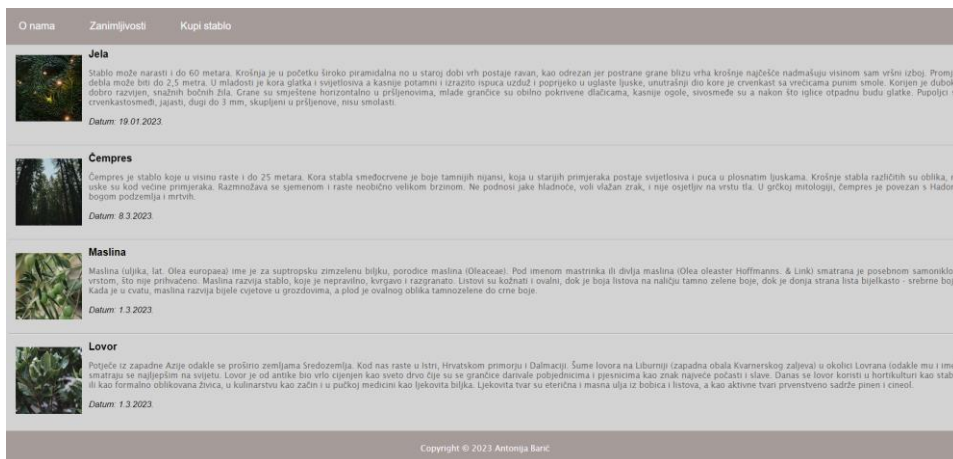 O nama Zanimljivosti Kupi stablo
Jela
Stablo može narasti i do 60 metara. Krošnja je u početku široko piramidalna no u staroj dobi vrh postaje ravan, kao odrezan jer postrane grane blizu vrha krošnje najčešće nadmašuju visinom sam vršni izboj. Promj
debla može biti do 2,5 metra. U mladosti je kora glatka i svijetlosiva a kasnije potamni i izrazito ispuca uzduž i poprijeko u uglaste ljuske, unutrašnji dio kore je crvenkast sa vrećicama punim smole. Korijen je dubok
dobro razvijen, snažnih bočnih žila. Grane su smještene horizontalno u pršljenovima, mlade grančice su obilno pokrivene dlačicama, kasnije ogole, sivosmeđe su a nakon što iglice otpadnu budu glatke. Pupoljci
crvenkastosmeđi, jajasti, dugi do 3 mm, skupljeni u pršljenove, nisu smolasti.
Datum: 19.01.2023.
Čempres
Čempres je stablo koje u visinu raste i do 25 metara. Kora stabla smeđocrvene je boje tamnijih nijansi, koja u starijih primjeraka postaje svijetlosiva i puca u plosnatim ljuskama. Krošnje stabla različitih su oblika,
uske su kod većine primjeraka. Razmnožava se sjemenom i raste neobično velikom brzinom. Ne podnosi jake hladnoće, voli vlažan zrak, i nije osjetljiv na vrstu tla. U grčkoj mitologiji, čempres je povezan s Hadom
bogom podzemlja i mrtvih.
Datum: 8.3.2023.
Maslina
Maslina (uljika, lat. Olea europaea) ime je za suptropsku zimzelenu biljku, porodice maslina (Oleaceae). Pod imenom mastrinka ili divlja maslina (Olea oleaster Hoffmanns. & Link) smatrana je posebnom samoniklo
vrstom, što nije prihvaćeno. Maslina razvija stablo, koje je nepravilno, kvrgavo i razgranato. Listovi su kožnati i ovalni, dok je boja listova na naličju tamno zelene boje, dok je donja strana lista bijelkasto - srebrne boj
Kada je u cvatu, maslina razvija bijele cvjetove u grozdovima, a plod je ovalnog oblika tamnozelene do crne boje.
Datum: 1.3.2023.
Lovor
Potječe iz zapadne Azije odakle se proširio zemljama Sredozemlja. Kod nas raste u Istri, Hrvatskom primorju i Dalmaciji. Šume lovora na Liburniji (zapadna obala Kvarnerskog zaljeva) u okolici Lovrana (odakle mu i ime
smatraju se najljepšim na svijetu. Lovor je od antike bio vrlo cijenjen kao sveto drvo čije su se grančice darivale pobjednicima i pjesnicima kao znak najveće počasti i slave. Danas se lovor koristi u hortikulturi kao stab
ili kao formalno oblikovana živica, u kulinarstvu kao začin i u pučkoj medicini kao ljekovita biljka. Ljekovita tvar su eterična i masna ulja iz bobica i listova, a kao aktivne tvari prvenstveno sadrže pinen i cineol.
Datum: 1.3.2023.
Copyright © 2023 Antonija Barić